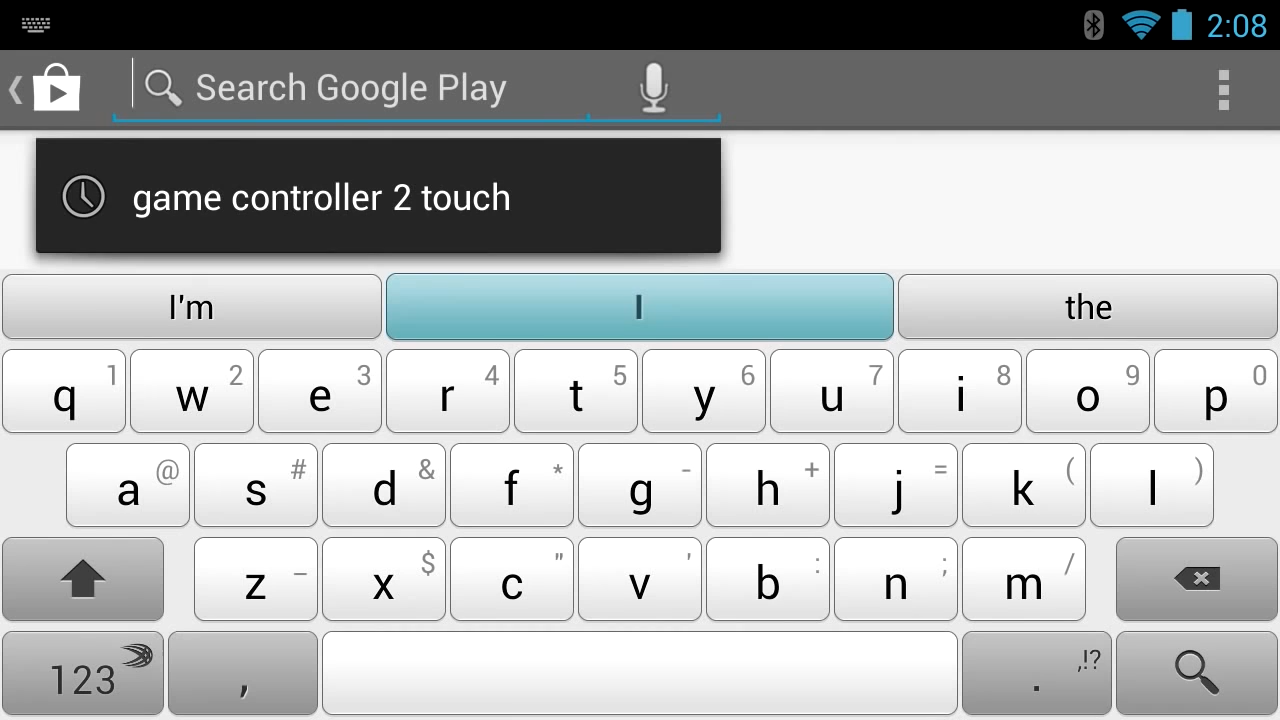 2:08
Search Google Play
game controller 2 touch
I'm I the
q 1 w 2 e 3 r 4 t 5 y 6 u 7 i 8 o 9 p 0
a @ s # d & f * g - h + j = k ( l )
z _ x $ c " v ' b : n ; m /
123 , . ,!?